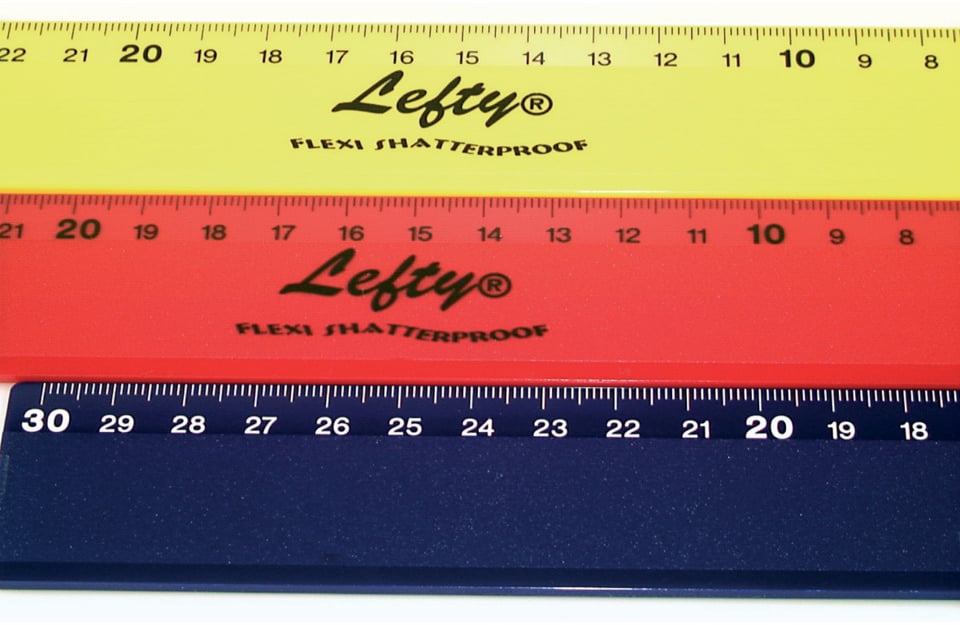 22 21 20 19 18 17 16 15 14 13 12 11 10 9 8
Lefty®
FLEXI SHATTERPROOF
21 20 19 18 17 16 15 14 13 12 11 10 9 8
Lefty®
FLEXI SHATTERPROOF
30 29 28 27 26 25 24 23 22 21 20 19 18